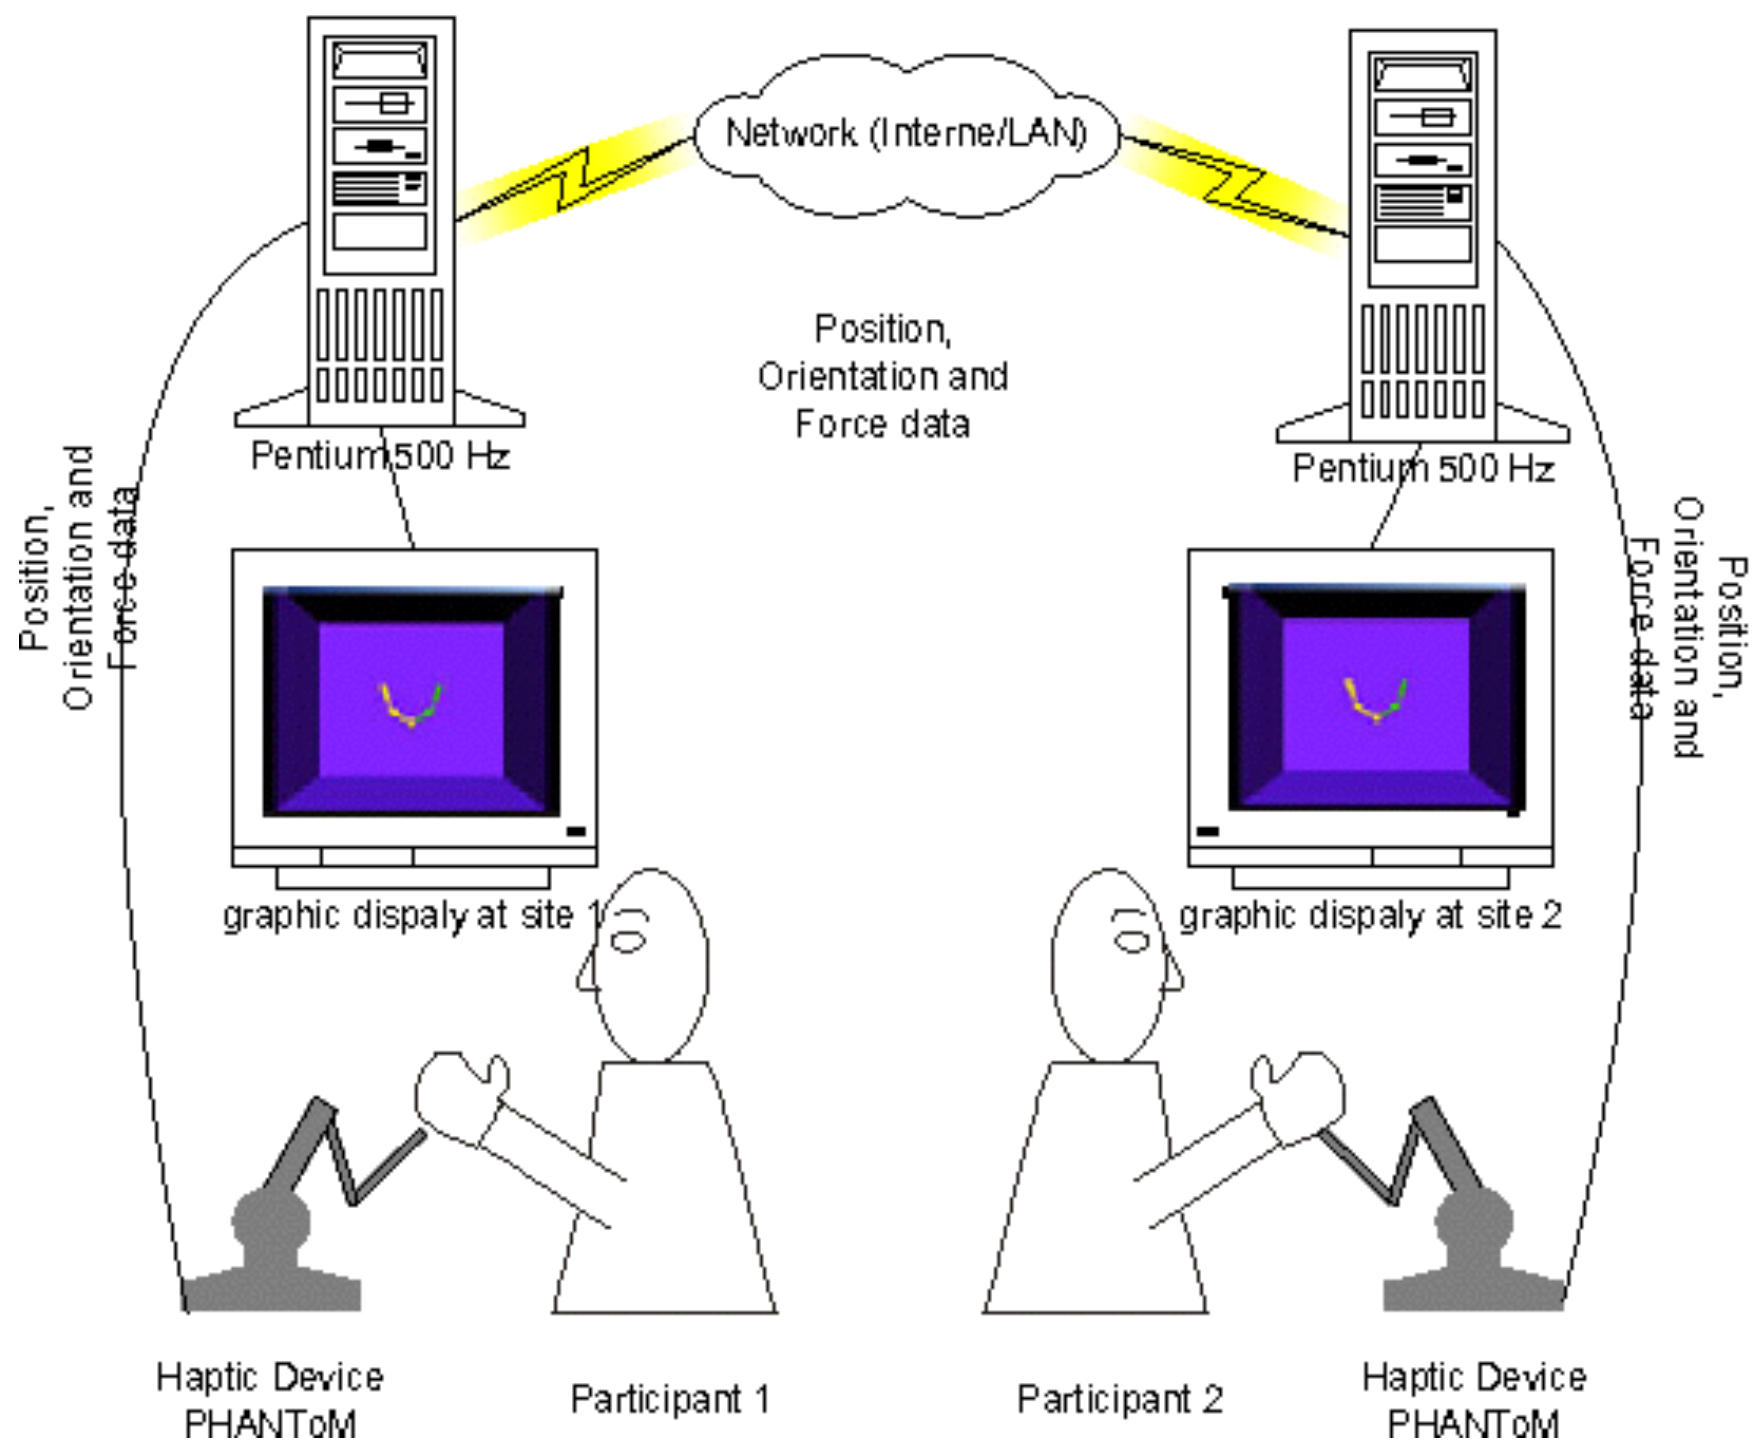 Network (Interne/LAN)
Position,
Orientation and
Force data
Pentium 500 Hz
Pentium 500 Hz
Position,
Orientation and
Force data
Position,
Orientation and
Force data
graphic dispaly at site 1
graphic dispaly at site 2
Haptic Device
PHANToM
Participant 1
Participant 2
Haptic Device
PHANToM